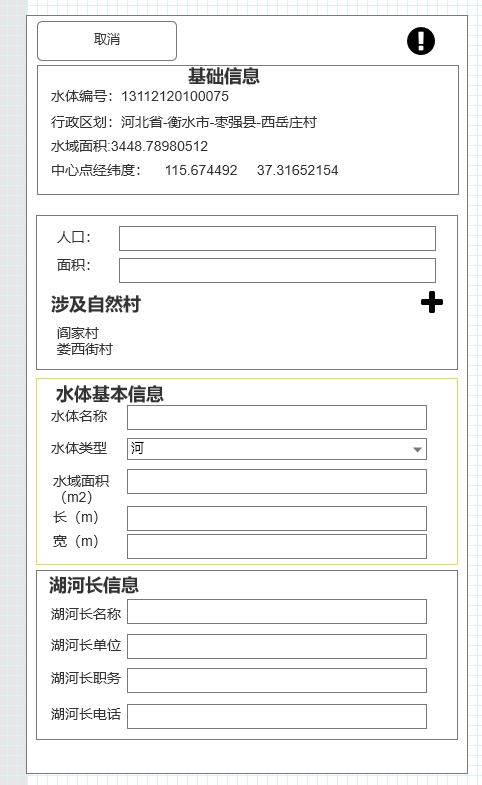 取消
基础信息
水体编号：13112120100075
行政区划：河北省-衡水市-枣强县-西岳庄村
水域面积:3448.78980512
中心点经纬度： 115.674492 37.31652154
人口：
面积：
涉及自然村
阎家村
娄西街村
水体基本信息
水体名称
水体类型 河
水域面积
（m2）
长（m）
宽（m）
湖河长信息
湖河长名称
湖河长单位
湖河长职务
湖河长电话